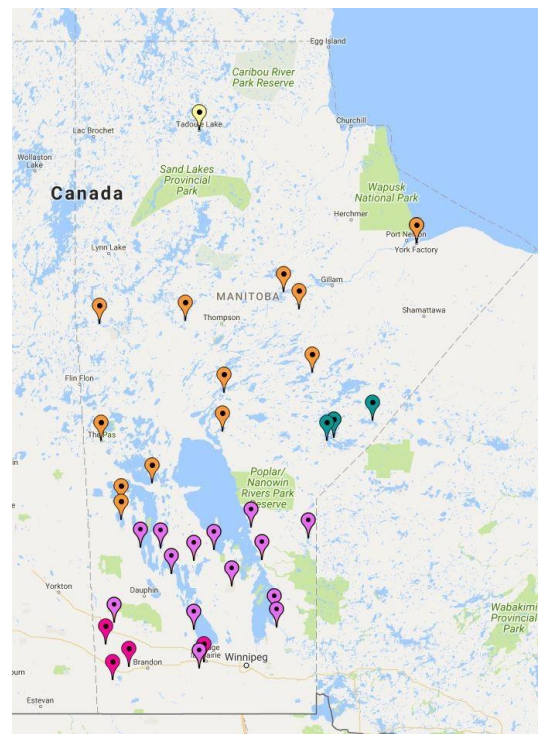 Egg Island
Caribou River
Park Reserve
Tadoule Lake
Churchill
Lac Brochet
Wollaston
Lake
Sand Lakes
Provincial
Park
Canada
Wapusk
National Park
Herchmer
Port Nelson
York Factory
Lynn Lake
Gillam
MANITOBA
Shamattawa
Thompson
Flin Flon
The Pas
in
Poplar/
Nanowin
Rivers Park
Reserve
Yorkton
Dauphin
Wabakimi
Provincial
Park
Winnipeg
Brandon
urn
Estevan